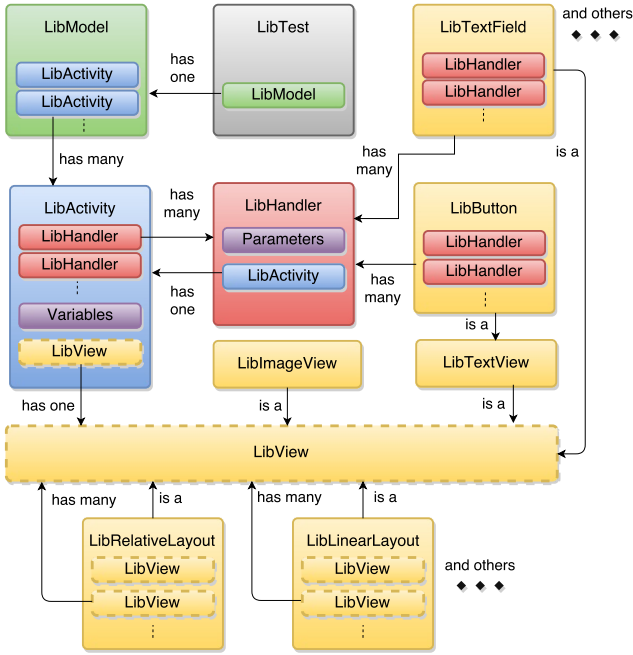 LibModel
LibActivity
LibActivity
has
one
LibTest
LibModel
LibTextField
LibHandler
LibHandler
and others
has many
has
many
is a
LibActivity
LibHandler
LibHandler
Variables
LibView
has
many
has
one
LibHandler
Parameters
LibActivity
has
many
LibButton
LibHandler
LibHandler
is a
LibImageView
LibTextView
has one
is a
is a
LibView
has many
is a
has many
is a
LibRelativeLayout
LibView
LibView
LibLinearLayout
LibView
LibView
and others